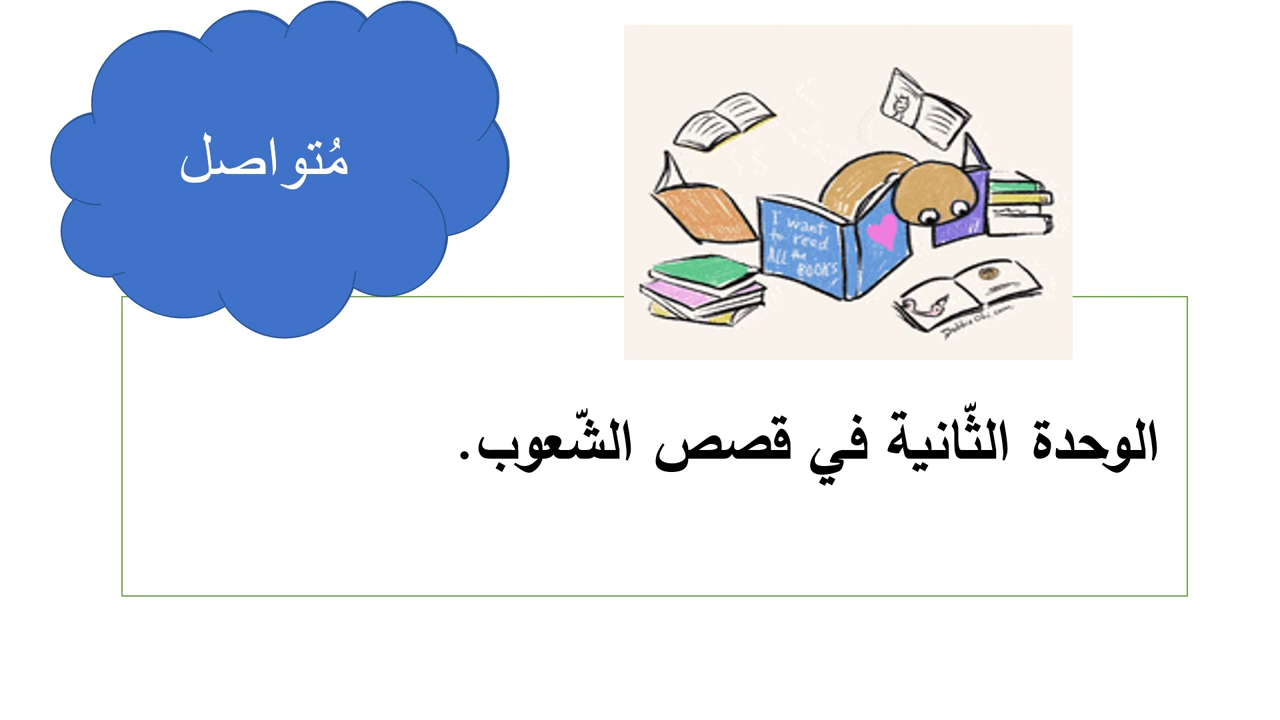 مُتواصل
I want
to read
ALL the
BOOKS
الوحدة الثّانية في قصص الشّعوب.